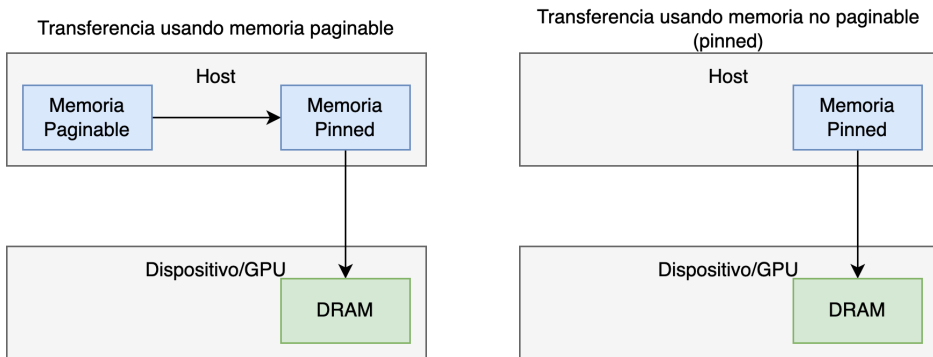 Transferencia usando memoria paginable
Host
Memoria
Paginable
Memoria
Pinned
Dispositivo/GPU
DRAM
Transferencia usando memoria no paginable
(pinned)
Host
Memoria
Pinned
Dispositivo/GPU
DRAM